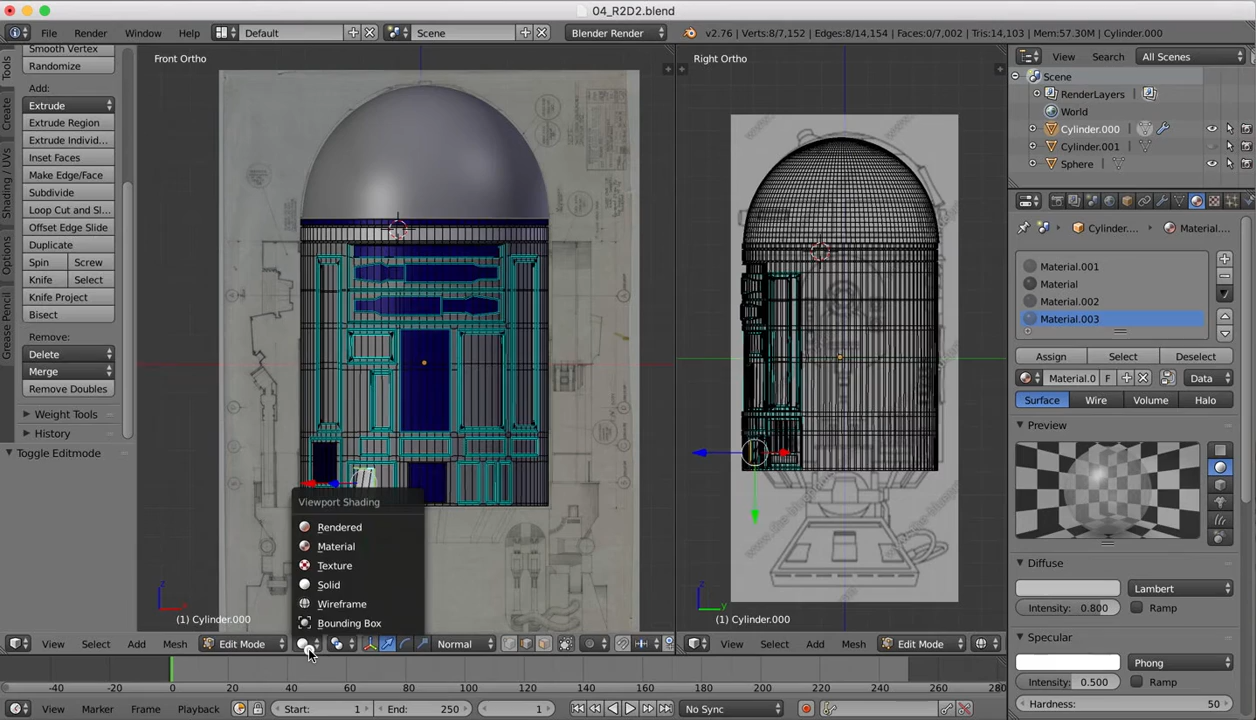 04_R2D2.blend
File Render Window Help Default Scene Blender Render v2.76 | Verts:8/7,152 | Edges:8/14,154 | Faces:0/7,002 | Tris:14,103 | Mem:57.30M | Cylinder.000
Tools
Create
Shading / UVs
Options
Grease Pencil
Smooth Vertex
Randomize
Add:
Extrude
Extrude Region
Extrude Individ...
Inset Faces
Make Edge/Face
Subdivide
Loop Cut and Sl...
Offset Edge Slide
Duplicate
Spin Screw
Knife Select
Knife Project
Bisect
Remove:
Delete
Merge
Remove Doubles
Weight Tools
History
Toggle Editmode
Front Ortho
(1) Cylinder.000
Viewport Shading
Rendered
Material
Texture
Solid
Wireframe
Bounding Box
View Select Add Mesh Edit Mode Normal
Right Ortho
(1) Cylinder.000
View Select Add Mesh Edit Mode
View Search All Scenes
Scene
RenderLayers
World
Cylinder.000
Cylinder.001
Sphere
Cylinder.... Material....
Material.001
Material
Material.002
Material.003
Assign Select Deselect
Material.0 F Data
Surface Wire Volume Halo
Preview
Diffuse
Lambert
Intensity: 0.800 Ramp
Specular
Phong
Intensity: 0.500 Ramp
Hardness: 50
-40 -20 0 20 40 60 80 100 120 140 160 180 200 220 240 260 280
View Marker Frame Playback Start: 1 End: 250 1 No Sync